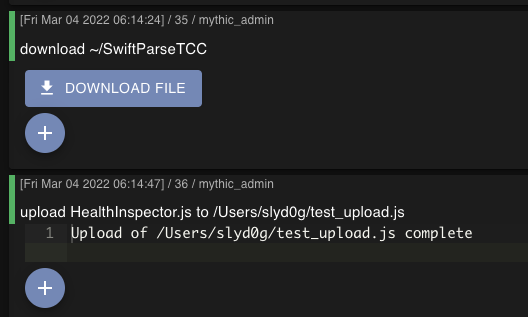 [Fri Mar 04 2022 06:14:24] / 35 / mythic_admin
download ~/SwiftParseTCC
DOWNLOAD FILE
+
[Fri Mar 04 2022 06:14:47] / 36 / mythic_admin
upload HealthInspector.js to /Users/slyd0g/test_upload.js
1 Upload of /Users/slyd0g/test_upload.js complete
+